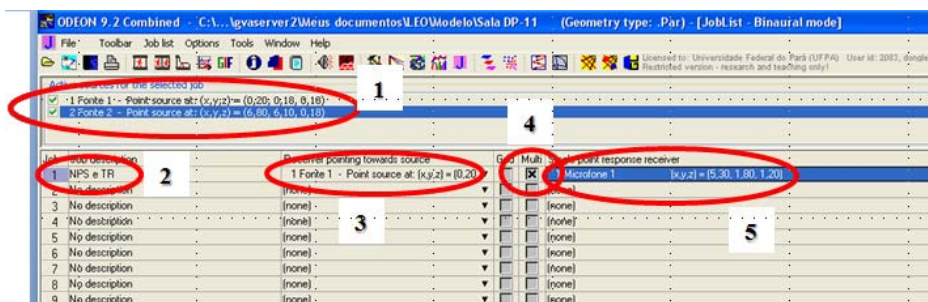 ODEON 9.2 Combined - C:\...\gvaserver2\Meus documentos\LEO\Modelo\Sala DP-11 (Geometry type: .Par) - [JobList - Binaural mode]
File Toolbar Job list Options Tools Window Help
Licensed to: Universidade Federal do Pará (UFPA) User id: 2083, dongle
Restricted version - research and teaching only!
Active sources for the selected job
1
1 Fonte 1 - Point source at: (x,y,z) = (0,20; 0,18, 0,18)
2 Fonte 2 - Point source at: (x,y,z) = (6,80, 6,10, 0,18)
4
Job Job description Receiver pointing towards source Grid Multi Single point response receiver
1 NPS e TR 2 1 Fonte 1 - Point source at: (x,y,z) = (0,20 1 Microfone 1 (x,y,z) = (5,30, 1,80, 1,20)
2 No description (none) (none)
3 No description (none) (none)
3
4 No description (none) (none)
5
5 No description (none) (none)
6 No description (none) (none)
7 No description (none) (none)
8 No description (none) (none)
9 No description (none) (none)